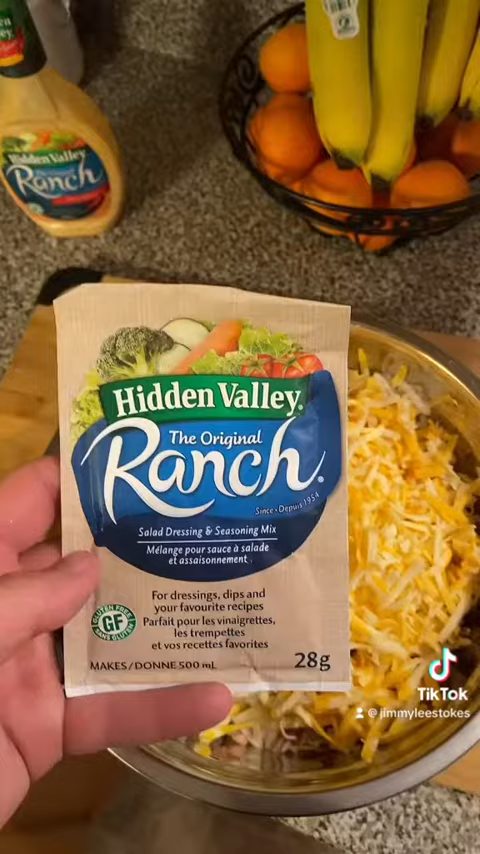 Hidden Valley
Ranch
Hidden Valley®
The Original
Ranch®
Since • Depuis 1954
Salad Dressing & Seasoning Mix
Mélange pour sauce à salade
et assaisonnement
For dressings, dips and
your favourite recipes
Parfait pour les vinaigrettes,
les trempettes
et vos recettes favorites
GLUTEN FREE
GF
SANS GLUTEN
MAKES/DONNE 500 mL
28g
TikTok
@jimmyleestokes